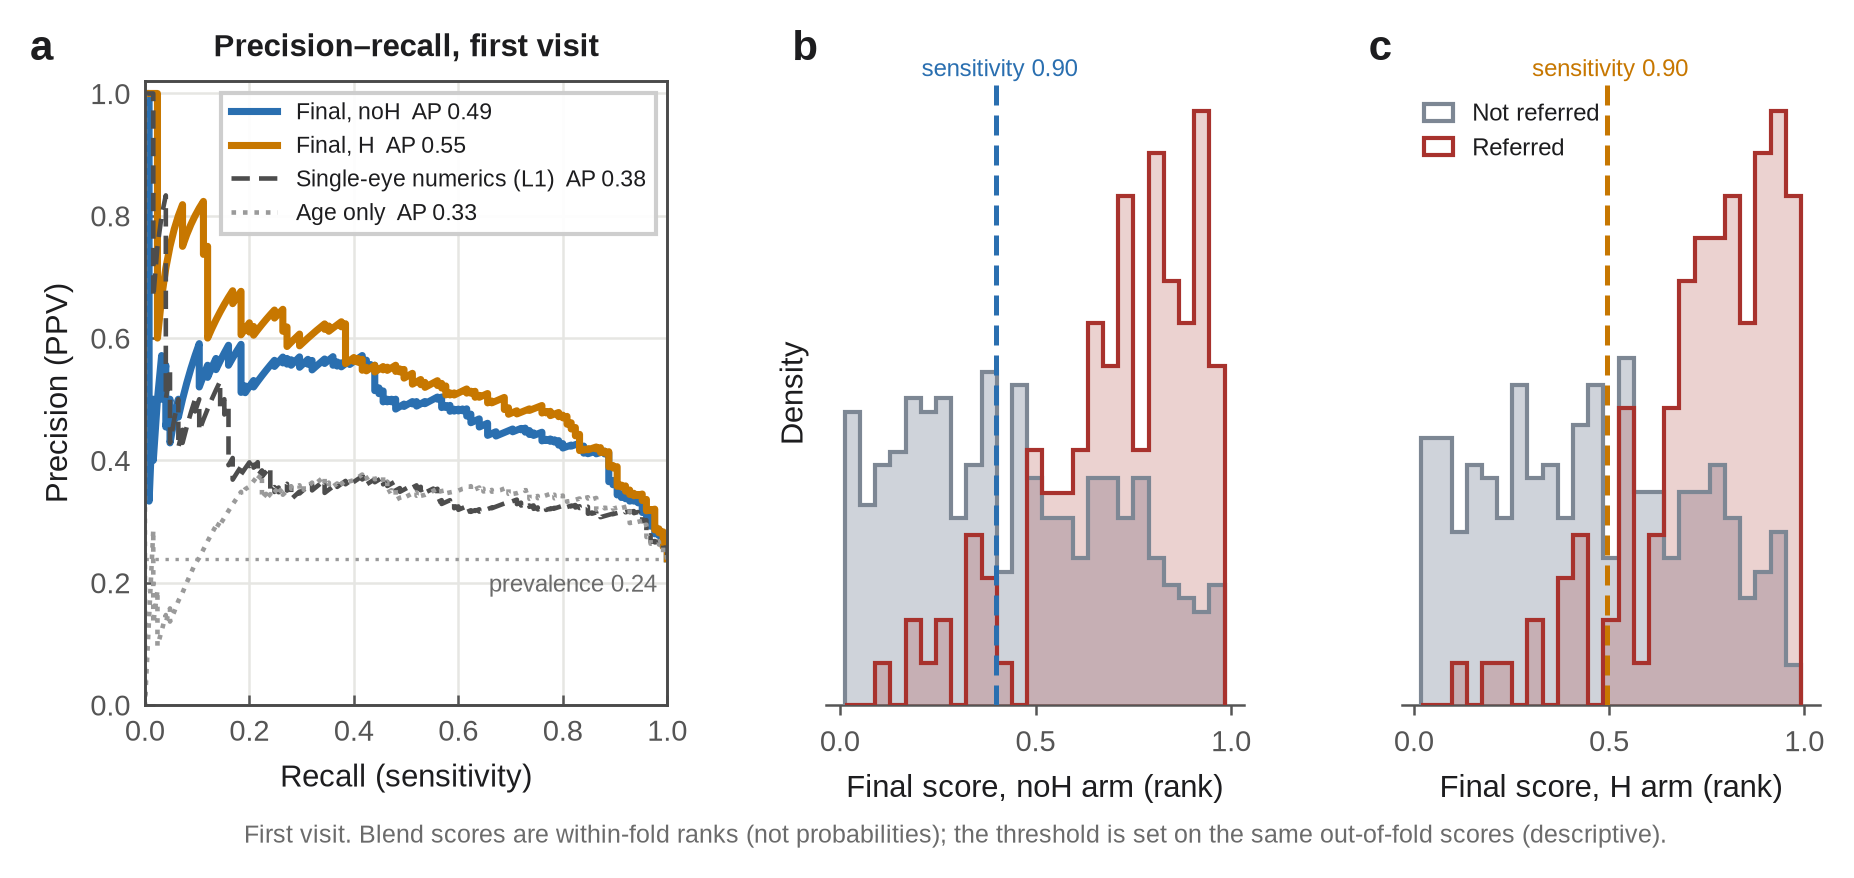 a
Precision–recall, first visit
1.0
0.8
0.6
0.4
0.2
0.0
Precision (PPV)
Final, noH  AP 0.49
Final, H  AP 0.55
Single-eye numerics (L1)  AP 0.38
Age only  AP 0.33
prevalence 0.24
0.0 0.2 0.4 0.6 0.8 1.0
Recall (sensitivity)
b
sensitivity 0.90
Density
0.0 0.5 1.0
Final score, noH arm (rank)
c
sensitivity 0.90
Not referred
Referred
0.0 0.5 1.0
Final score, H arm (rank)
First visit. Blend scores are within-fold ranks (not probabilities); the threshold is set on the same out-of-fold scores (descriptive).